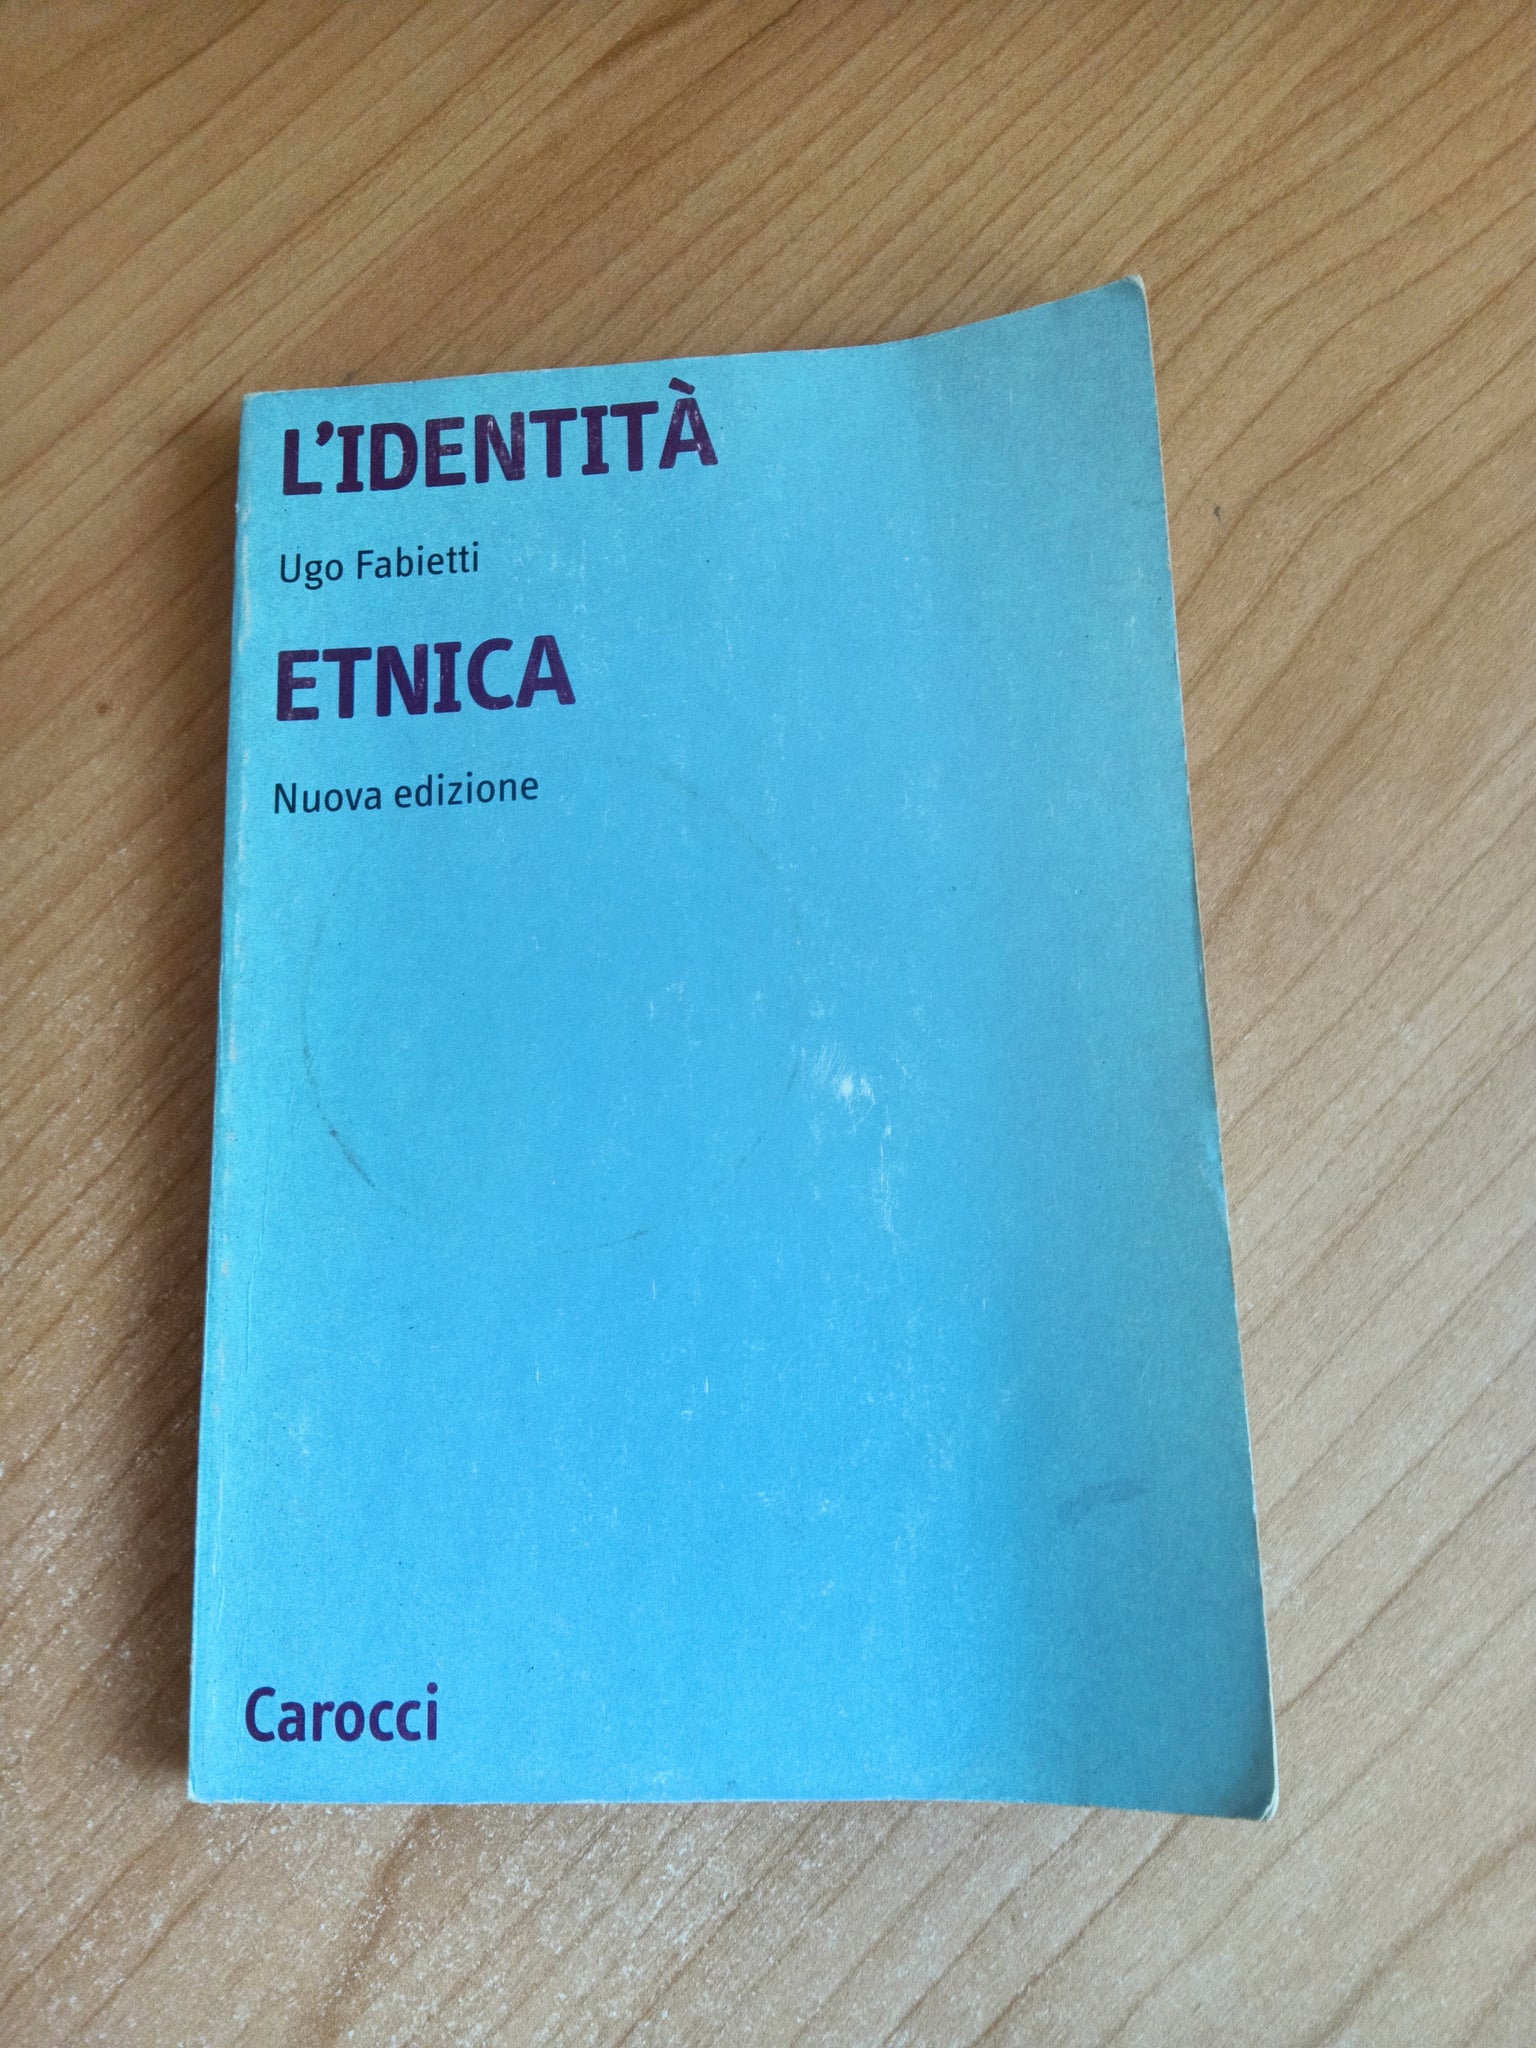 L'IDENTITÀ
Ugo Fabietti
ETNICA
Nuova edizione
Carocci